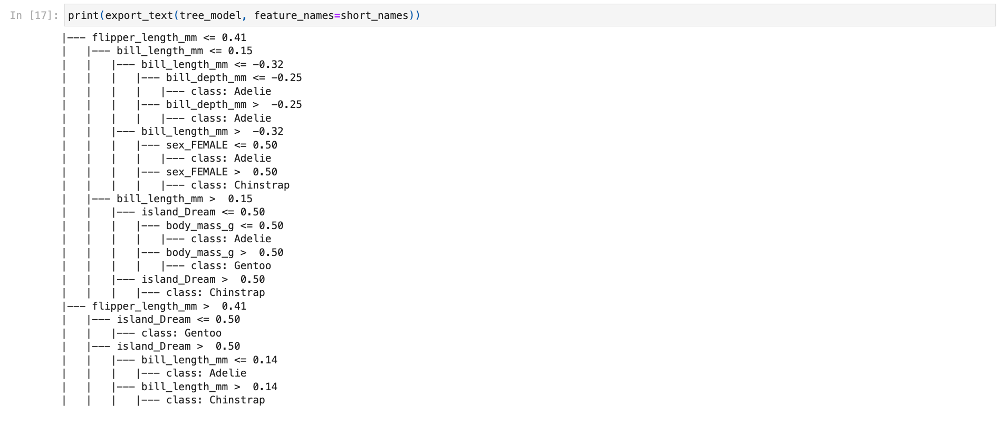 In [17]: print(export_text(tree_model, feature_names=short_names))
|--- flipper_length_mm <= 0.41
|   |--- bill_length_mm <= 0.15
|   |   |--- bill_length_mm <= -0.32
|   |   |   |--- bill_depth_mm <= -0.25
|   |   |   |   |--- class: Adelie
|   |   |   |--- bill_depth_mm >  -0.25
|   |   |   |   |--- class: Adelie
|   |   |--- bill_length_mm >  -0.32
|   |   |   |--- sex_FEMALE <= 0.50
|   |   |   |   |--- class: Adelie
|   |   |   |--- sex_FEMALE >  0.50
|   |   |   |   |--- class: Chinstrap
|   |--- bill_length_mm >  0.15
|   |   |--- island_Dream <= 0.50
|   |   |   |--- body_mass_g <= 0.50
|   |   |   |   |--- class: Adelie
|   |   |   |--- body_mass_g >  0.50
|   |   |   |   |--- class: Gentoo
|   |   |--- island_Dream >  0.50
|   |   |   |--- class: Chinstrap
|--- flipper_length_mm >  0.41
|   |--- island_Dream <= 0.50
|   |   |--- class: Gentoo
|   |--- island_Dream >  0.50
|   |   |--- bill_length_mm <= 0.14
|   |   |   |--- class: Adelie
|   |   |--- bill_length_mm >  0.14
|   |   |   |--- class: Chinstrap